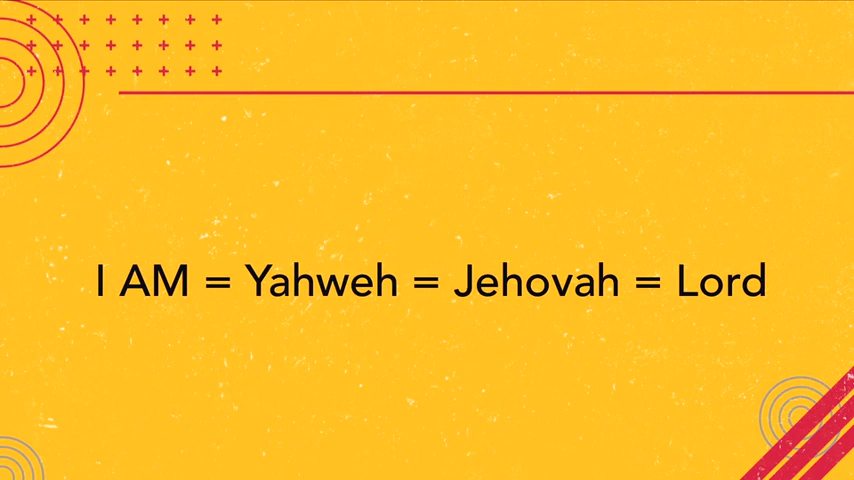 I AM = Yahweh = Jehovah = Lord